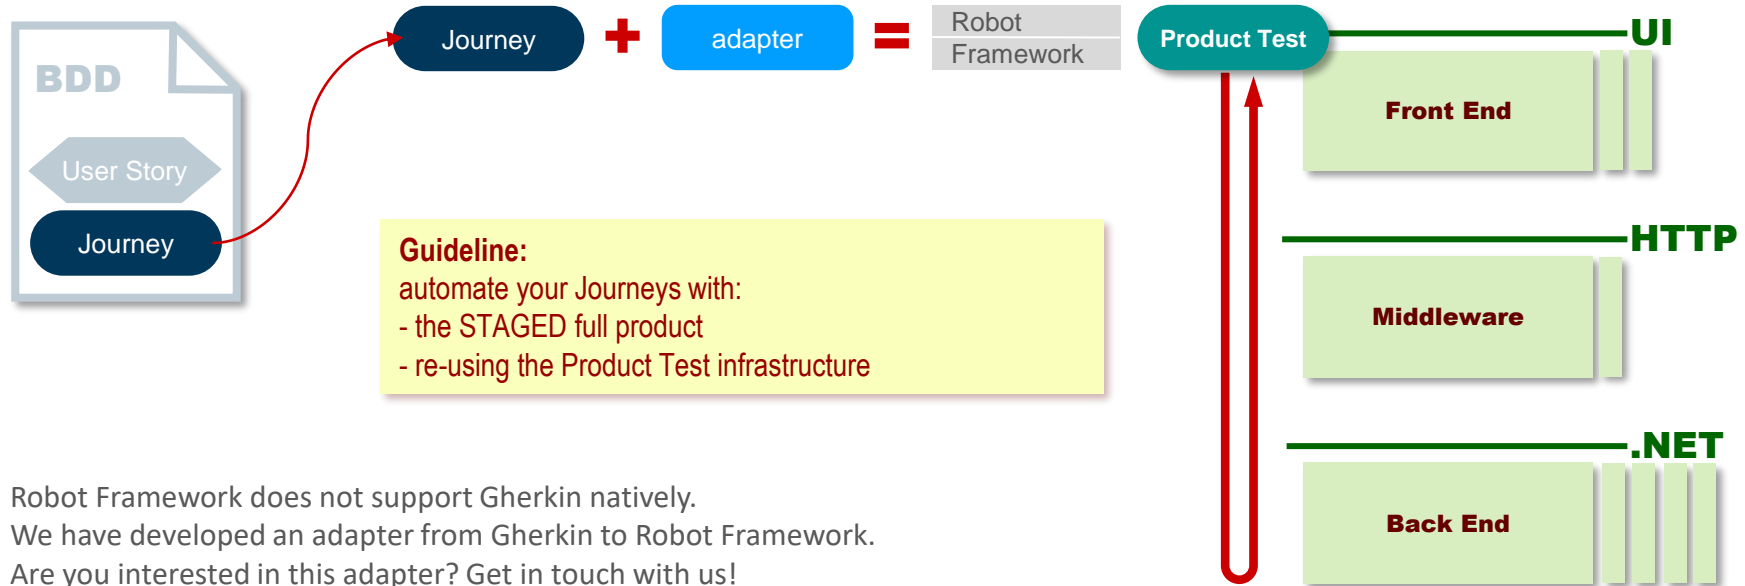 BDD
User Story
Journey
Journey
adapter
Robot
Framework
Product Test
UI
Front End
HTTP
Middleware
.NET
Back End
Guideline:
automate your Journeys with:
- the STAGED full product
- re-using the Product Test infrastructure
Robot Framework does not support Gherkin natively.
We have developed an adapter from Gherkin to Robot Framework.
Are you interested in this adapter? Get in touch with us!